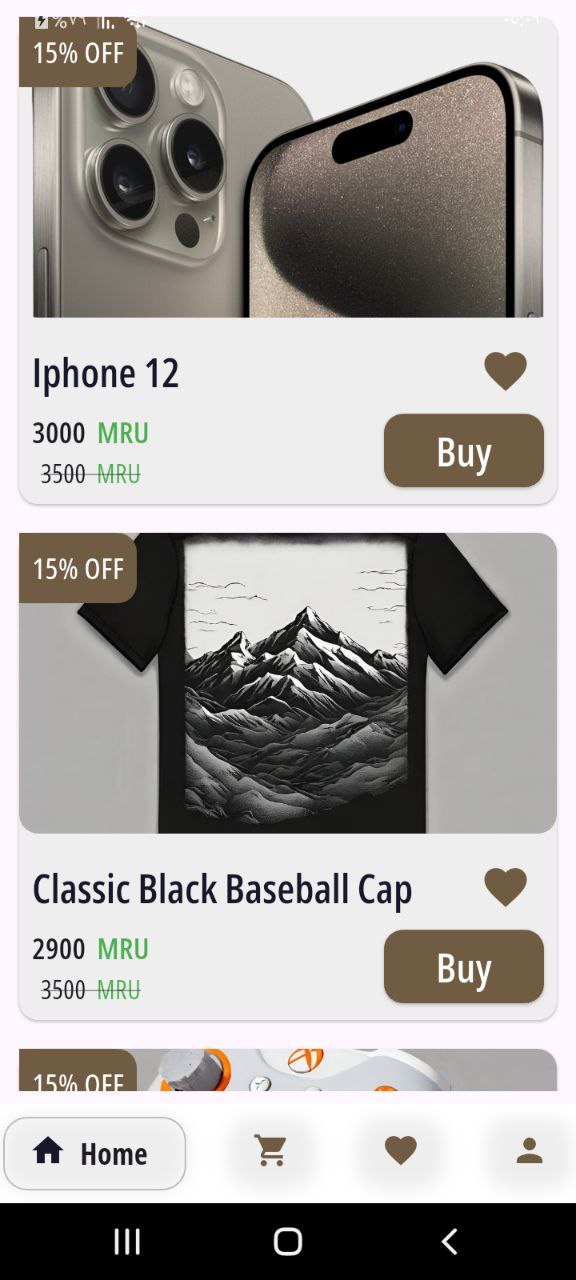 15% OFF
Iphone 12
3000 MRU
3500 MRU
Buy
15% OFF
Classic Black Baseball Cap
2900 MRU
3500 MRU
Buy
15% OFF
Home